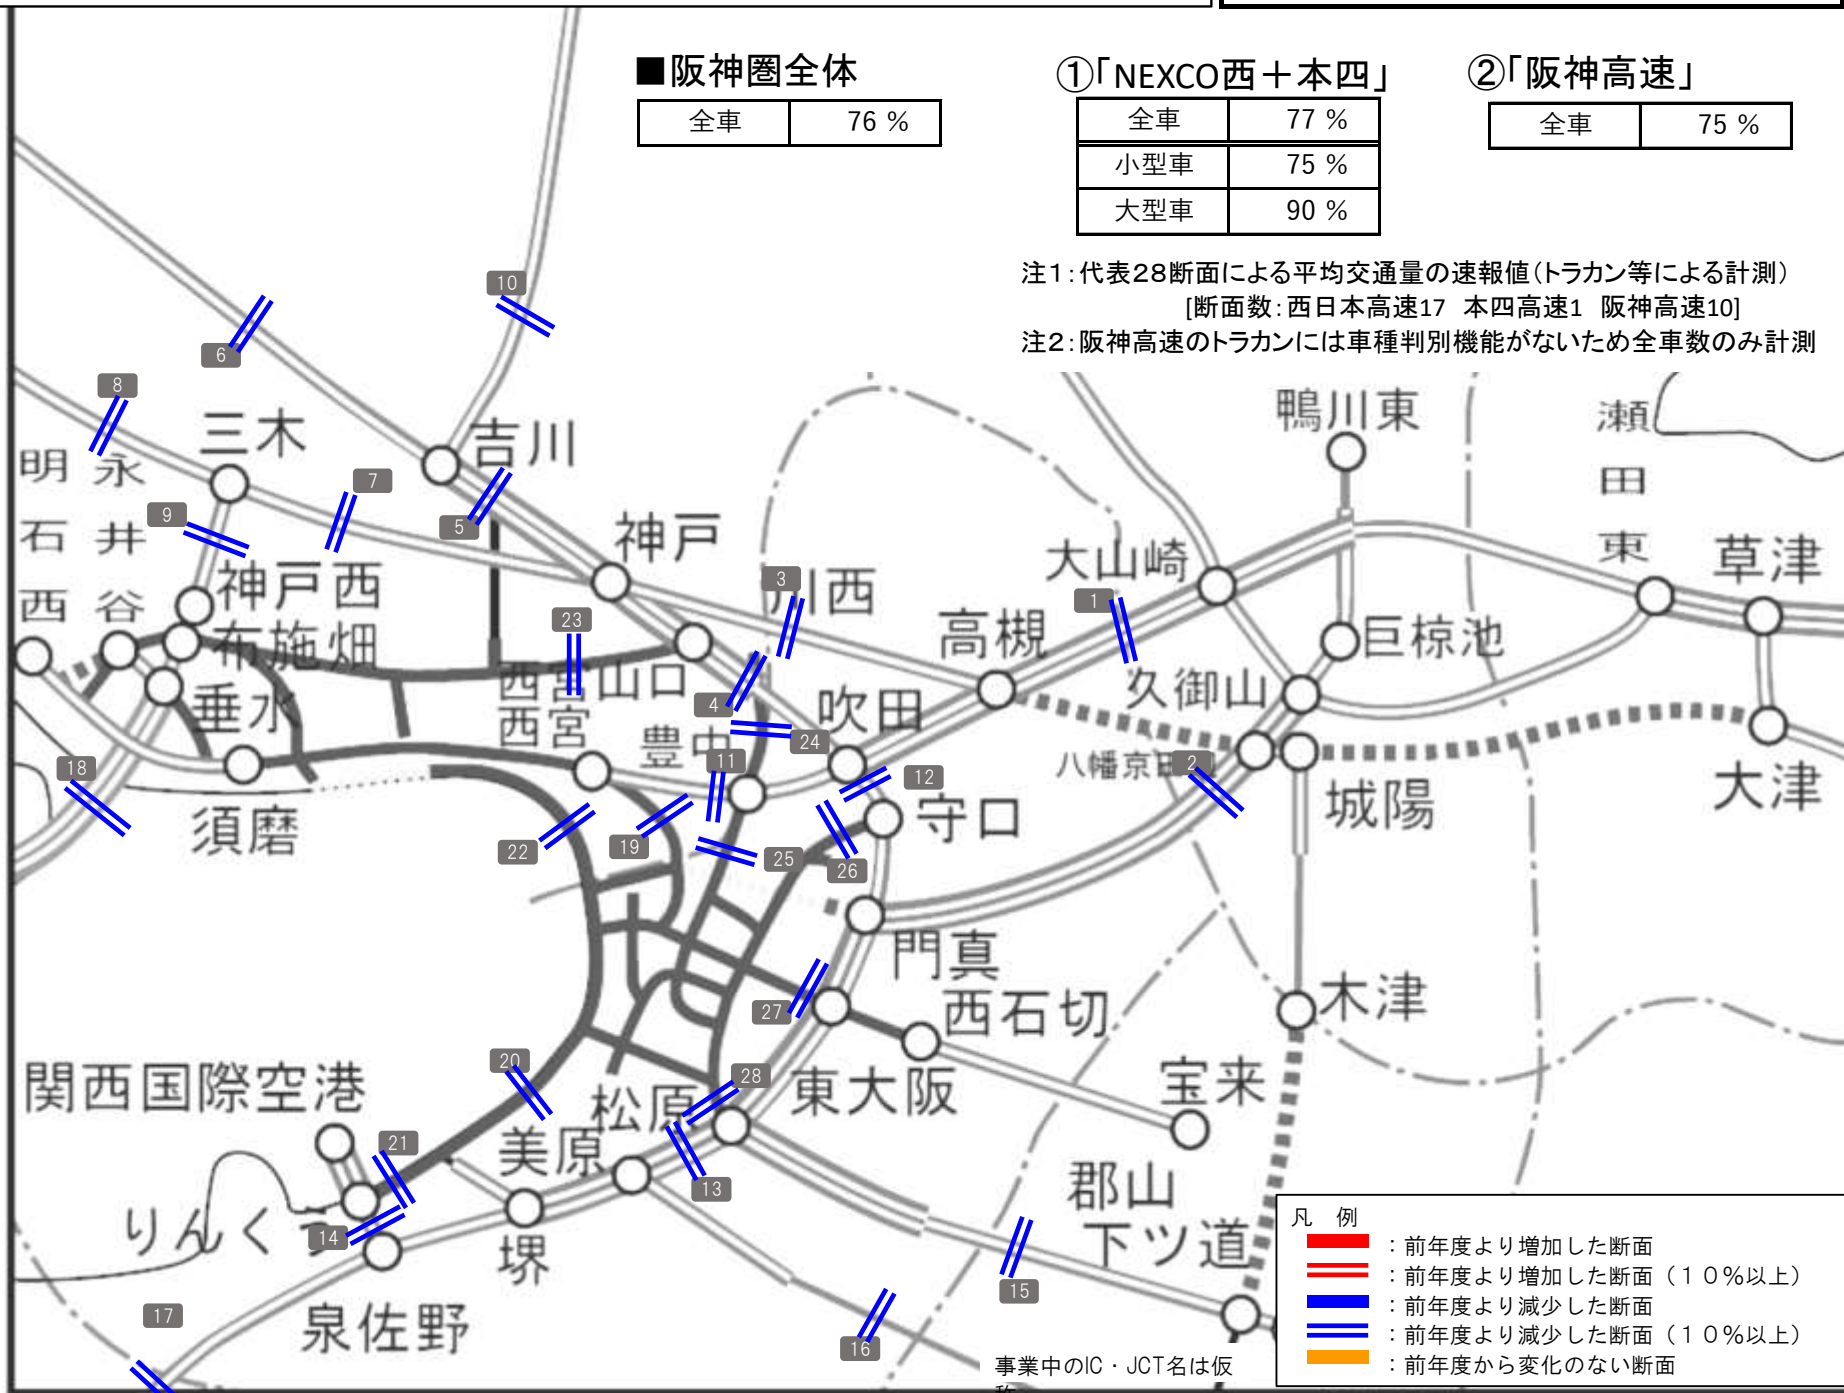 ■阪神圏全体
全車 76 %
①「NEXCO西＋本四」
全車 77 %
小型車 75 %
大型車 90 %
②「阪神高速」
全車 75 %
注1：代表28断面による平均交通量の速報値（トラカン等による計測）
[断面数：西日本高速17 本四高速1 阪神高速10]
注2：阪神高速のトラカンには車種判別機能がないため全車数のみ計測
10
6
8
三木
吉川
鴨川東
瀬田東
明石西
永井谷
7
9
5
神戸
大山崎
草津
神戸西
3
川西
1
布施畑
23
高槻
巨椋池
西宮山口
久御山
垂水
西宮
4
吹田
豊中
24
18
11
八幡京田
2
12
大津
須磨
守口
城陽
22
19
25
26
門真
27
西石切
木津
関西国際空港
20
松原
28
東大阪
宝来
21
美原
13
郡山下ツ道
りんくう
14
堺
15
17
泉佐野
16
事業中のIC・JCT名は仮
称
凡 例
：前年度より増加した断面
：前年度より増加した断面（１０％以上）
：前年度より減少した断面
：前年度より減少した断面（１０％以上）
：前年度から変化のない断面